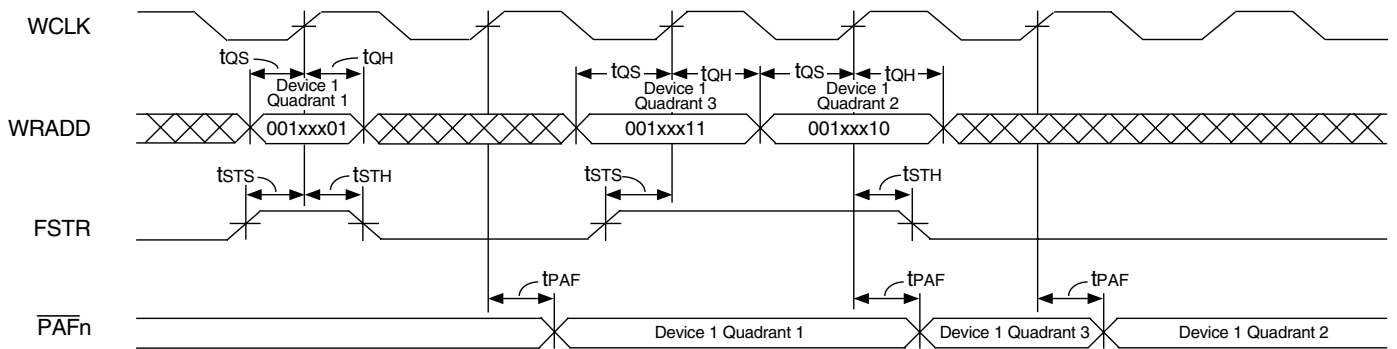 WCLK
tQS tQH tQS tQH tQS tQH
Device 1
Quadrant 1
Device 1
Quadrant 3
Device 1
Quadrant 2
WRADD
001xxx01 001xxx11 001xxx10
tSTS tSTH tSTS tSTH
FSTR
tPAF tPAF tPAF
PAFn
Device 1 Quadrant 1 Device 1 Quadrant 3 Device 1 Quadrant 2